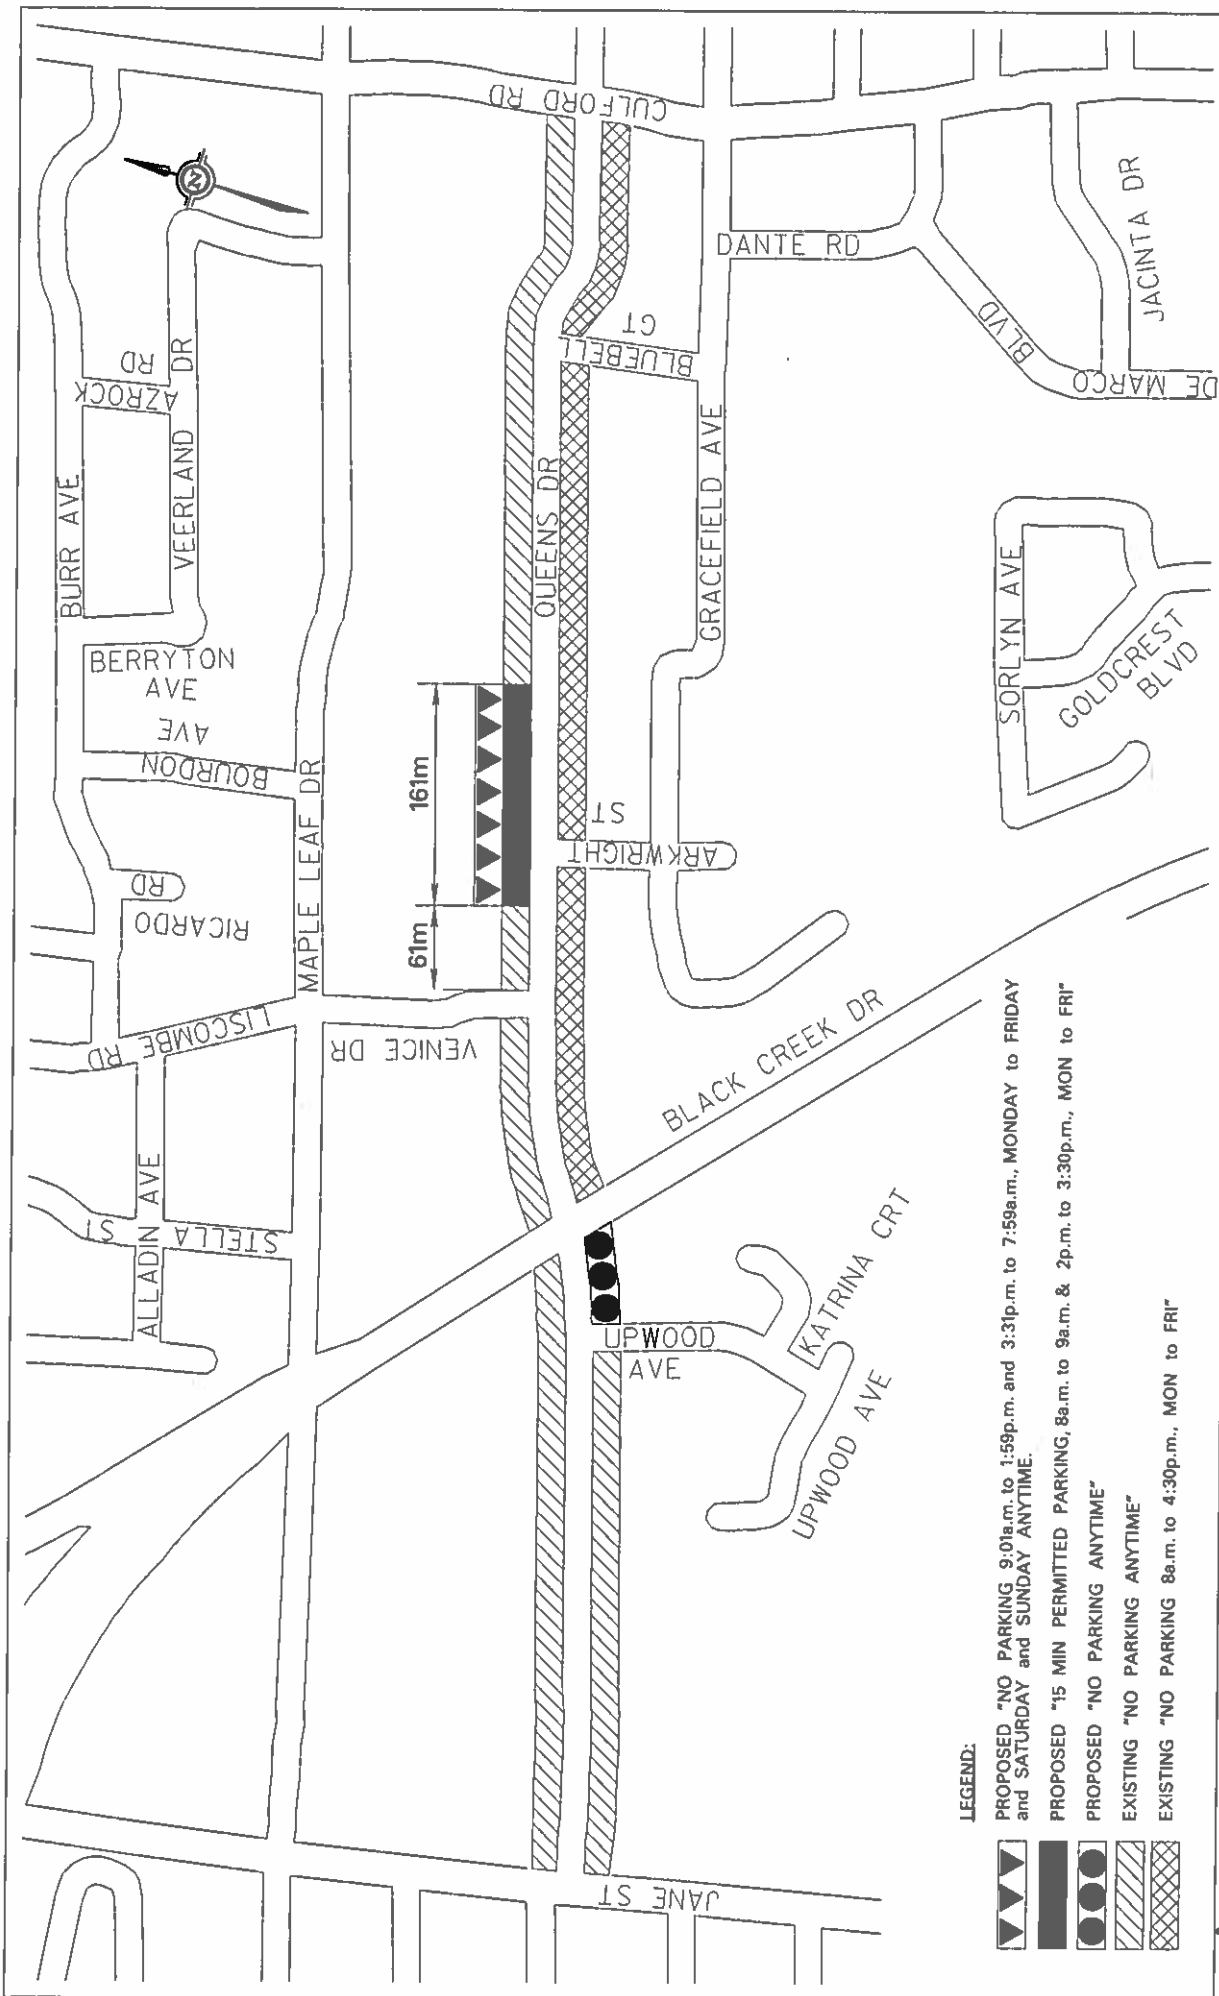 CULFORD RD
N
DANTE RD
JACINTA DR
DE MARCO
BLVD
BLUEBELL
CT
AZROCK
RD
VEERLAND DR
BURR AVE
QUEENS DR
GRACEFIELD AVE
SORLYN AVE
GOLDCREST
BLVD
BERRYTON
AVE
BOURDON
AVE
MAPLE LEAF DR
RICARDO
RD
161m
61m
ARKWRIGHT
ST
LISCOMBE RD
VENICE DR
BLACK CREEK DR
ALLADIN AVE
STELLA ST
UPWOOD
AVE
KATRINA CRT
UPWOOD AVE
JANE ST
LEGEND:
PROPOSED "NO PARKING 9:01a.m. to 1:59p.m. and 3:31p.m. to 7:59a.m., MONDAY to FRIDAY
and SATURDAY and SUNDAY ANYTIME.
PROPOSED "15 MIN PERMITTED PARKING, 8a.m. to 9a.m. & 2p.m. to 3:30p.m., MON to FRI"
PROPOSED "NO PARKING ANYTIME"
EXISTING "NO PARKING ANYTIME"
EXISTING "NO PARKING 8a.m. to 4:30p.m., MON to FRI"